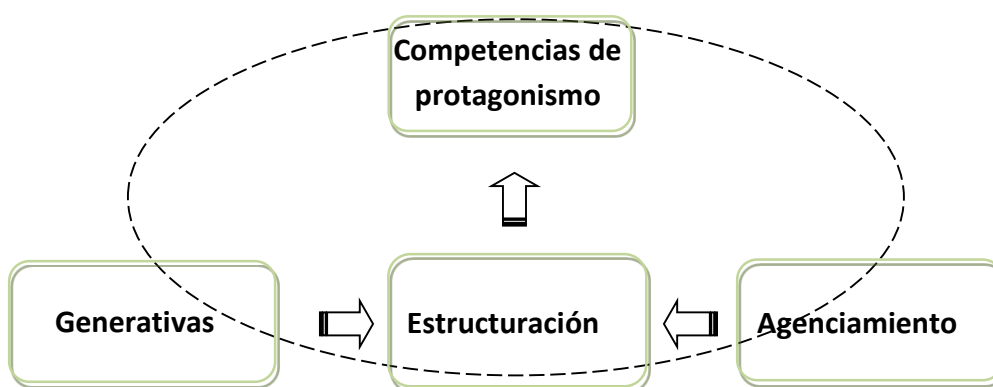 Competencias de
protagonismo
Generativas
Estructuración
Agenciamiento